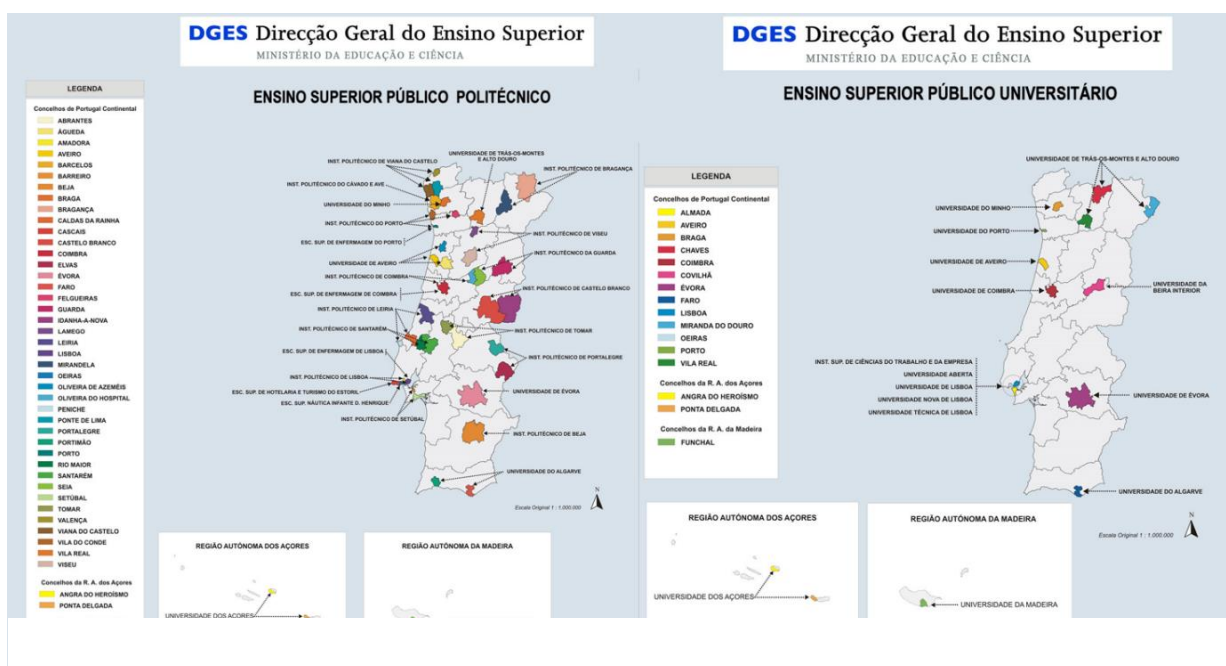 DGES Direcção Geral do Ensino Superior
MINISTÉRIO DA EDUCAÇÃO E CIÊNCIA
ENSINO SUPERIOR PÚBLICO POLITÉCNICO
LEGENDA
Concelhos de Portugal Continental
ABRANTES
ÁGUEDA
AMADORA
AVEIRO
BARCELOS
BARREIRO
BEJA
BRAGA
BRAGANÇA
CALDAS DA RAINHA
CASCAIS
CASTELO BRANCO
COIMBRA
ELVAS
ÉVORA
FARO
FELGUEIRAS
GUARDA
IDANHA-A-NOVA
LAMEGO
LEIRIA
LISBOA
MIRANDELA
OEIRAS
OLIVEIRA DE AZEMÉIS
OLIVEIRA DO HOSPITAL
PENICHE
PONTE DE LIMA
PORTALEGRE
PORTIMÃO
PORTO
RIO MAIOR
SANTARÉM
SEIA
SETÚBAL
TOMAR
VALENÇA
VIANA DO CASTELO
VILA DO CONDE
VILA REAL
VISEU
Concelhos da R. A. dos Açores
ANGRA DO HEROÍSMO
PONTA DELGADA
UNIVERSIDADE DE TRÁS-OS-MONTES
E ALTO DOURO
INST. POLITÉCNICO DE VIANA DO CASTELO
INST. POLITÉCNICO DE BRAGANÇA
INST. POLITÉCNICO DO CÁVADO E AVE
UNIVERSIDADE DO MINHO
INST. POLITÉCNICO DO PORTO
INST. POLITÉCNICO DE VISEU
ESC. SUP. DE ENFERMAGEM DO PORTO
INST. POLITÉCNICO DA GUARDA
UNIVERSIDADE DE AVEIRO
INST. POLITÉCNICO DE COIMBRA
INST. POLITÉCNICO DE CASTELO BRANCO
ESC. SUP. DE ENFERMAGEM DE COIMBRA
INST. POLITÉCNICO DE LEIRIA
INST. POLITÉCNICO DE SANTARÉM
INST. POLITÉCNICO DE TOMAR
ESC. SUP. DE ENFERMAGEM DE LISBOA
INST. POLITÉCNICO DE PORTALEGRE
INST. POLITÉCNICO DE LISBOA
ESC. SUP. DE HOTELARIA E TURISMO DO ESTORIL
UNIVERSIDADE DE ÉVORA
ESC. SUP. NÁUTICA INFANTE D. HENRIQUE
INST. POLITÉCNICO DE SETÚBAL
INST. POLITÉCNICO DE BEJA
UNIVERSIDADE DO ALGARVE
N
Escala Original 1 : 1.000.000
REGIÃO AUTÓNOMA DOS AÇORES
UNIVERSIDADE DOS AÇORES
REGIÃO AUTÓNOMA DA MADEIRA
DGES Direcção Geral do Ensino Superior
MINISTÉRIO DA EDUCAÇÃO E CIÊNCIA
ENSINO SUPERIOR PÚBLICO UNIVERSITÁRIO
LEGENDA
Concelhos de Portugal Continental
ALMADA
AVEIRO
BRAGA
CHAVES
COIMBRA
COVILHÃ
ÉVORA
FARO
LISBOA
MIRANDA DO DOURO
OEIRAS
PORTO
VILA REAL
Concelhos da R. A. dos Açores
ANGRA DO HEROÍSMO
PONTA DELGADA
Concelhos da R. A. da Madeira
FUNCHAL
UNIVERSIDADE DE TRÁS-OS-MONTES E ALTO DOURO
UNIVERSIDADE DO MINHO
UNIVERSIDADE DO PORTO
UNIVERSIDADE DE AVEIRO
UNIVERSIDADE DE COIMBRA
UNIVERSIDADE DA
BEIRA INTERIOR
INST. SUP. DE CIÊNCIAS DO TRABALHO E DA EMPRESA
UNIVERSIDADE ABERTA
UNIVERSIDADE DE LISBOA
UNIVERSIDADE NOVA DE LISBOA
UNIVERSIDADE TÉCNICA DE LISBOA
UNIVERSIDADE DE ÉVORA
UNIVERSIDADE DO ALGARVE
N
Escala Original 1 : 1.000.000
REGIÃO AUTÓNOMA DOS AÇORES
UNIVERSIDADE DOS AÇORES
REGIÃO AUTÓNOMA DA MADEIRA
UNIVERSIDADE DA MADEIRA